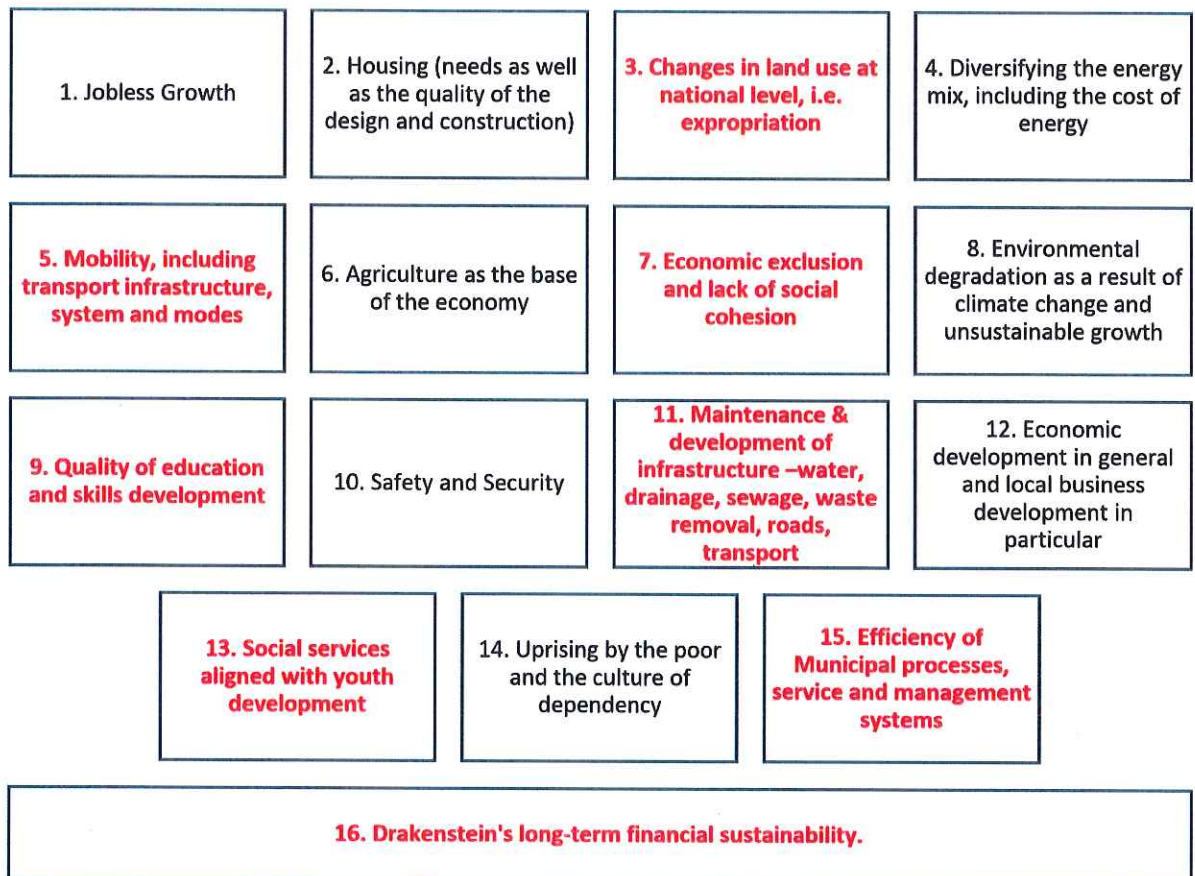 1. Jobless Growth
2. Housing (needs as well
as the quality of the
design and construction)
3. Changes in land use at
national level, i.e.
expropriation
4. Diversifying the energy
mix, including the cost of
energy
5. Mobility, including
transport infrastructure,
system and modes
6. Agriculture as the base
of the economy
7. Economic exclusion
and lack of social
cohesion
8. Environmental
degradation as a result of
climate change and
unsustainable growth
9. Quality of education
and skills development
10. Safety and Security
11. Maintenance &
development of
infrastructure –water,
drainage, sewage, waste
removal, roads,
transport
12. Economic
development in general
and local business
development in
particular
13. Social services
aligned with youth
development
14. Uprising by the poor
and the culture of
dependency
15. Efficiency of
Municipal processes,
service and management
systems
16. Drakenstein's long-term financial sustainability.